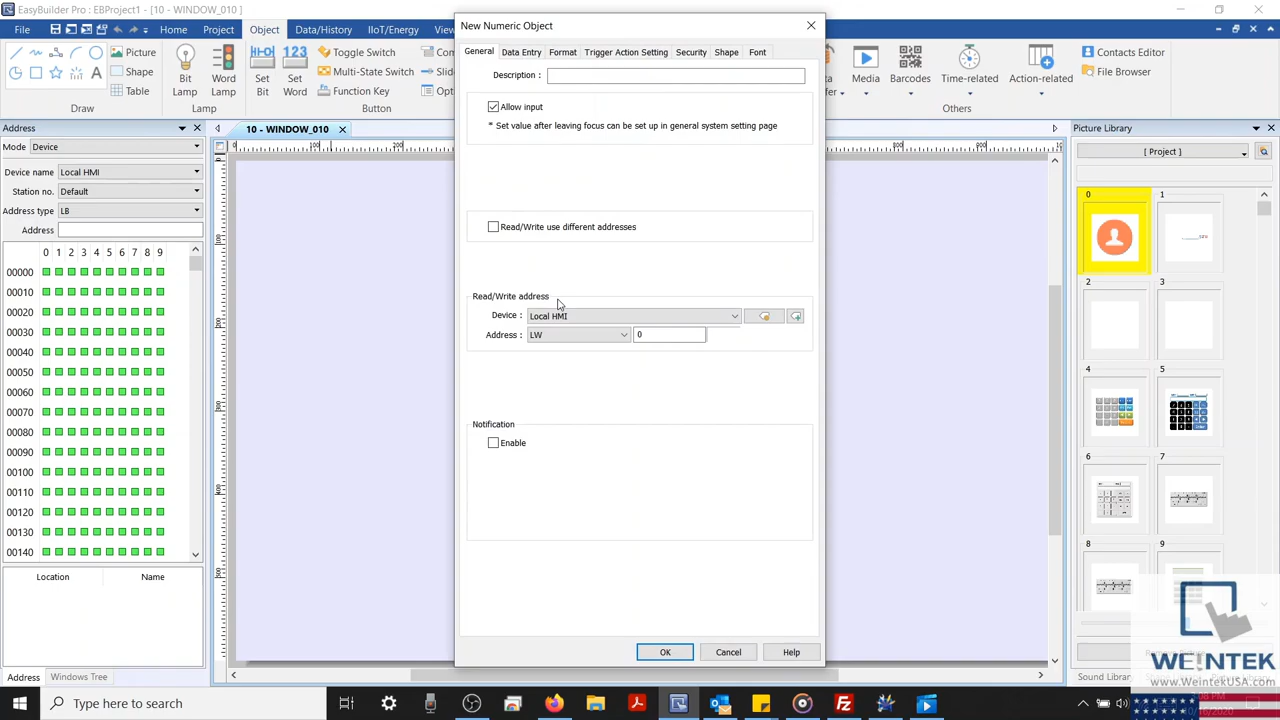 EasyBuilder Pro : EBProject1 - [10 - WINDOW_010 ]
New Numeric Object
File Home Project Object Data/History IIoT/Energy
Picture
Shape
Table
Draw
Bit Lamp
Word Lamp
Lamp
Set Bit
Set Word
Toggle Switch
Multi-State Switch
Function Key
Button
Media
Barcodes
Time-related
Action-related
Contacts Editor
File Browser
Others
General Data Entry Format Trigger Action Setting Security Shape Font
Description :
Allow input
* Set value after leaving focus can be set up in general system setting page
Read/Write use different addresses
Read/Write address
Device : Local HMI
Address : LW 0
Notification
Enable
OK Cancel Help
Address
Mode Device
Device name Local HMI
Station no. Default
Address type LB
Address
0 1 2 3 4 5 6 7 8 9
00000
00010
00020
00030
00040
00050
00060
00070
00080
00090
00100
00110
00120
00130
00140
Location Name
Address Windows Tree
10 - WINDOW_010
Picture Library
[ Project ]
0 1
2 3
4 5
6 7
8 9
WEINTEK
www.WeintekUSA.com
Type here to search